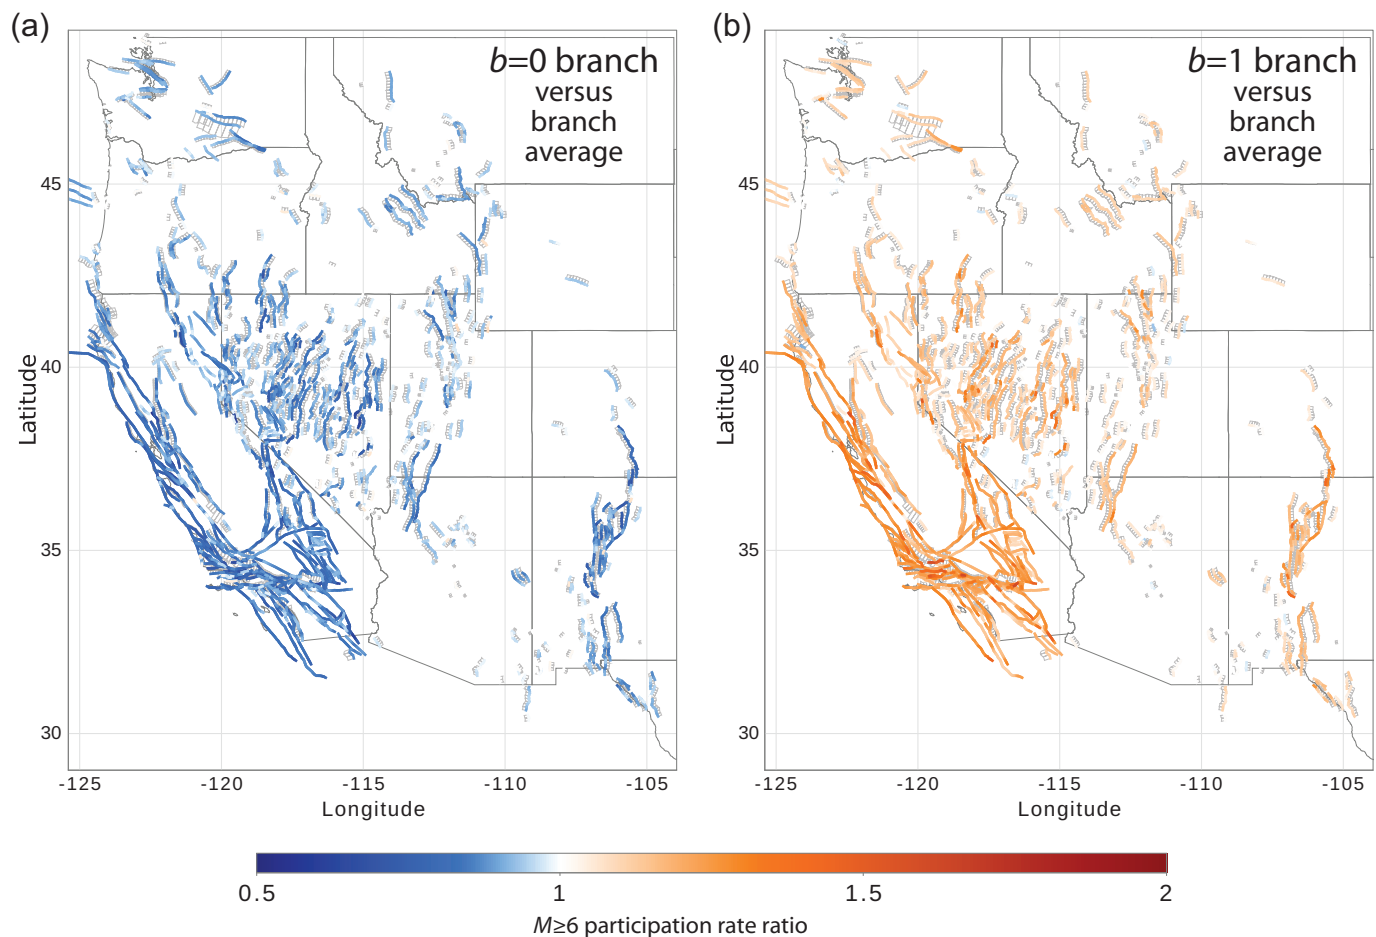 (a)
b=0 branch
versus
branch
average
45
40
35
30
Latitude
-125
-120
-115
-110
-105
Longitude
(b)
b=1 branch
versus
branch
average
45
40
35
30
Latitude
-125
-120
-115
-110
-105
Longitude
0.5
1
1.5
2
M≥6 participation rate ratio